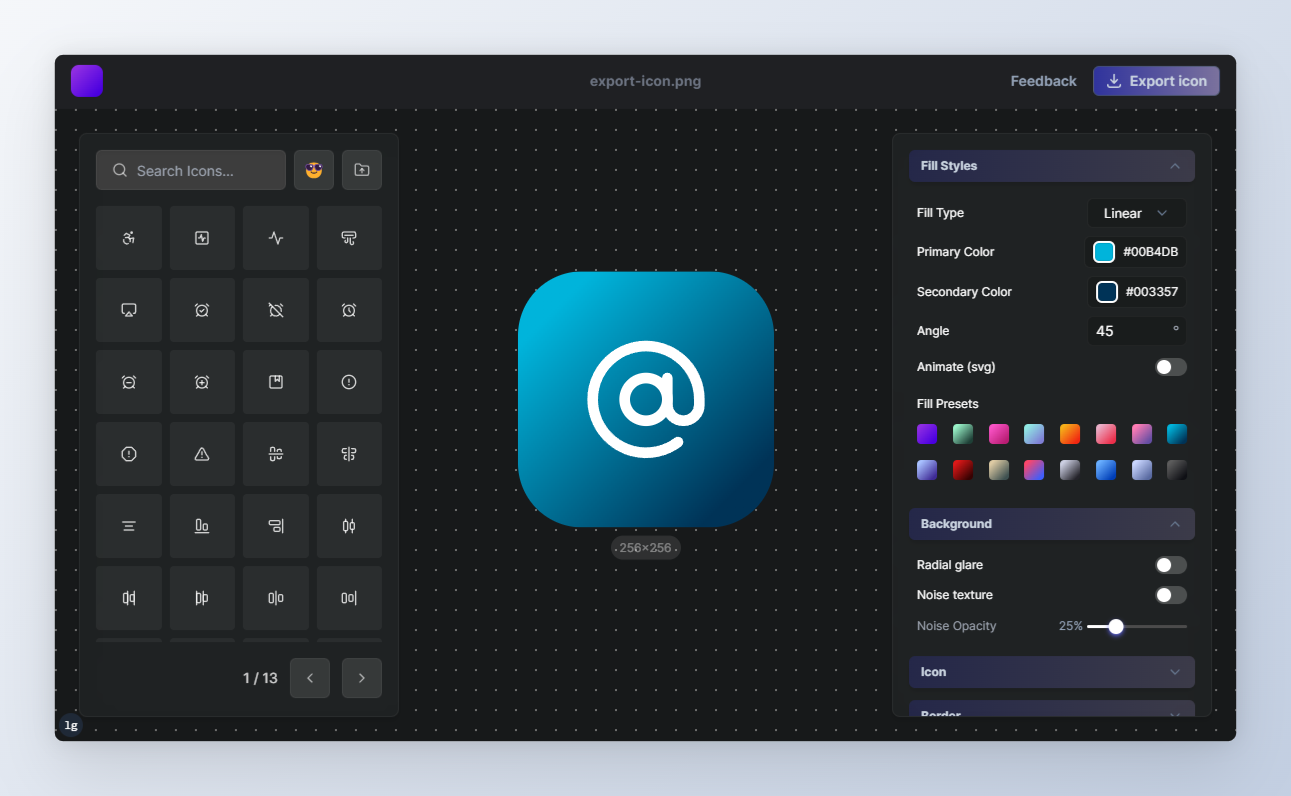 export-icon.png
Feedback
Export icon
Search Icons...
1 / 13
lg
@
256×256
Fill Styles
Fill Type
Linear
Primary Color
#00B4DB
Secondary Color
#003357
Angle
45
°
Animate (svg)
Fill Presets
Background
Radial glare
Noise texture
Noise Opacity
25%
Icon
Border